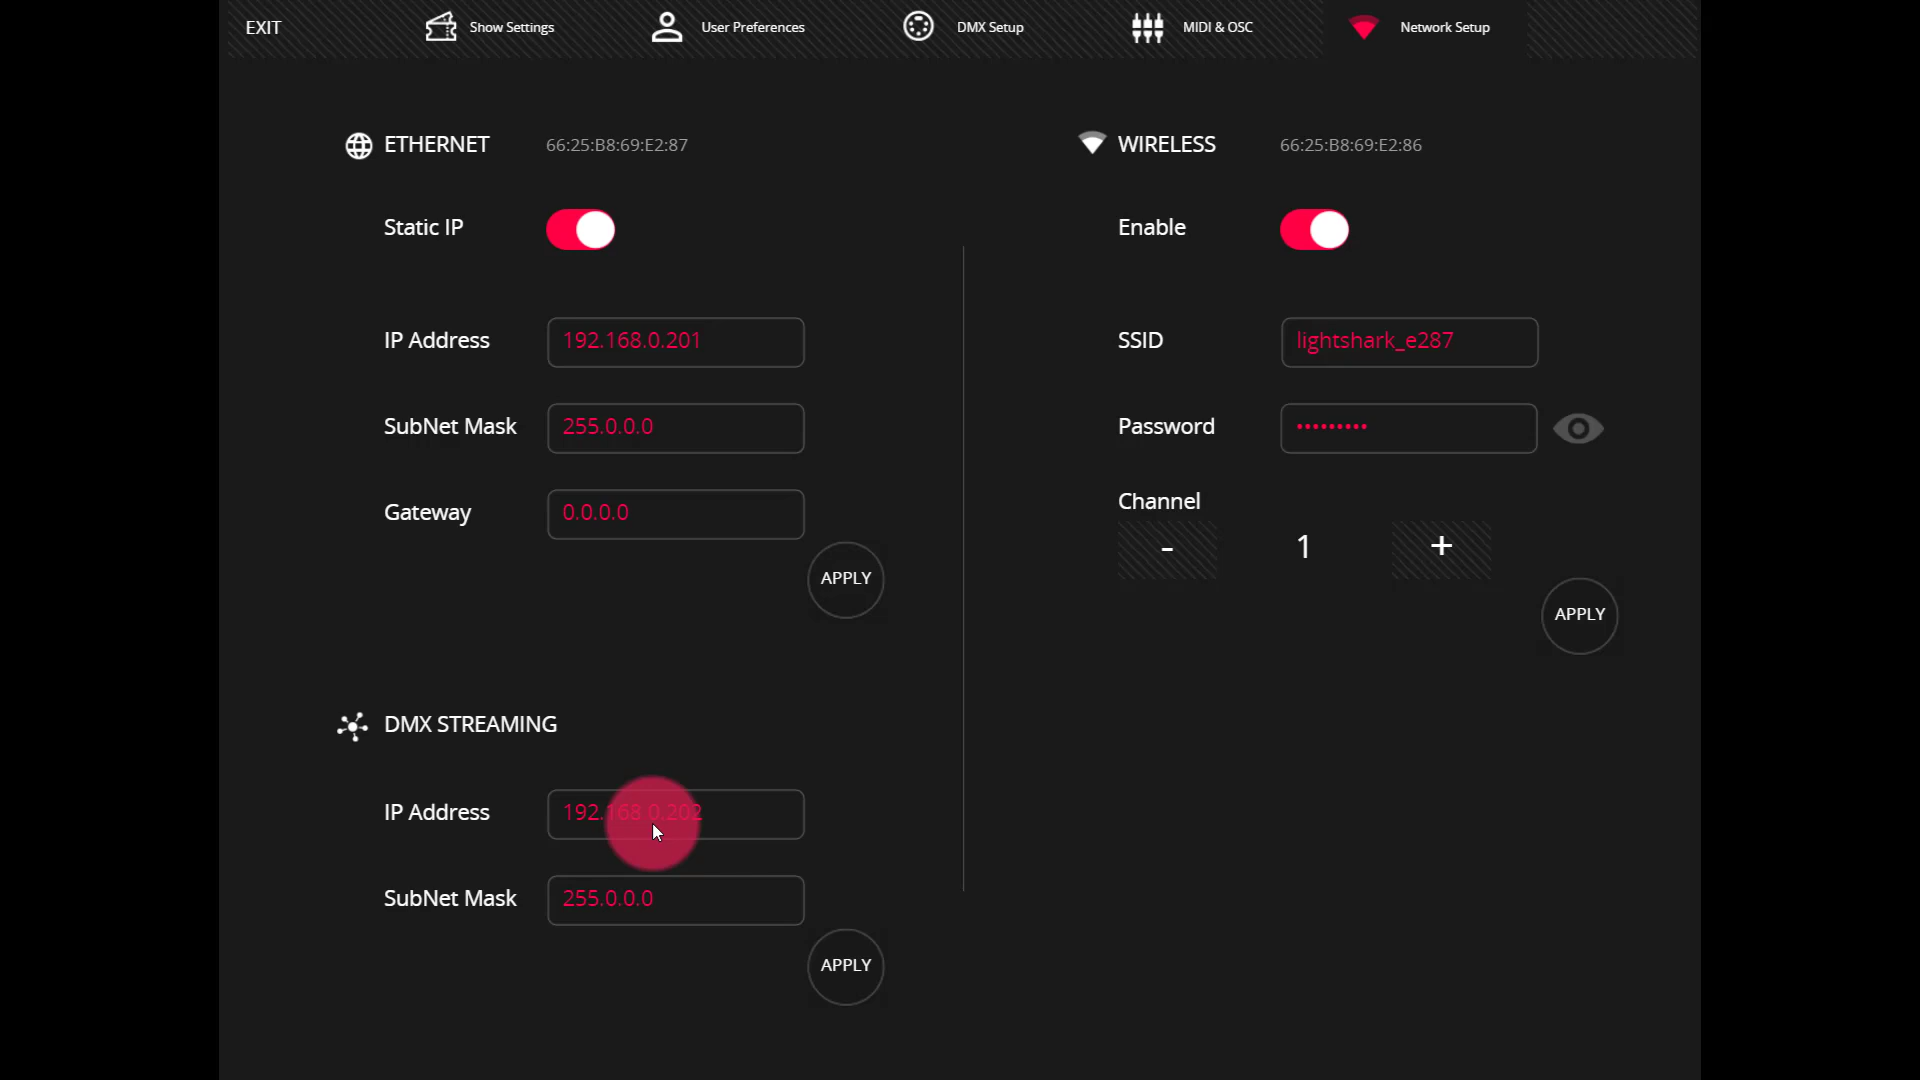 EXIT
Show Settings
User Preferences
DMX Setup
MIDI & OSC
Network Setup
ETHERNET
66:25:B8:69:E2:87
Static IP
IP Address
192.168.0.201
SubNet Mask
255.0.0.0
Gateway
0.0.0.0
APPLY
DMX STREAMING
IP Address
192.168.0.202
SubNet Mask
255.0.0.0
APPLY
WIRELESS
66:25:B8:69:E2:86
Enable
SSID
lightshark_e287
Password
•••••••••
Channel
- 1 +
APPLY